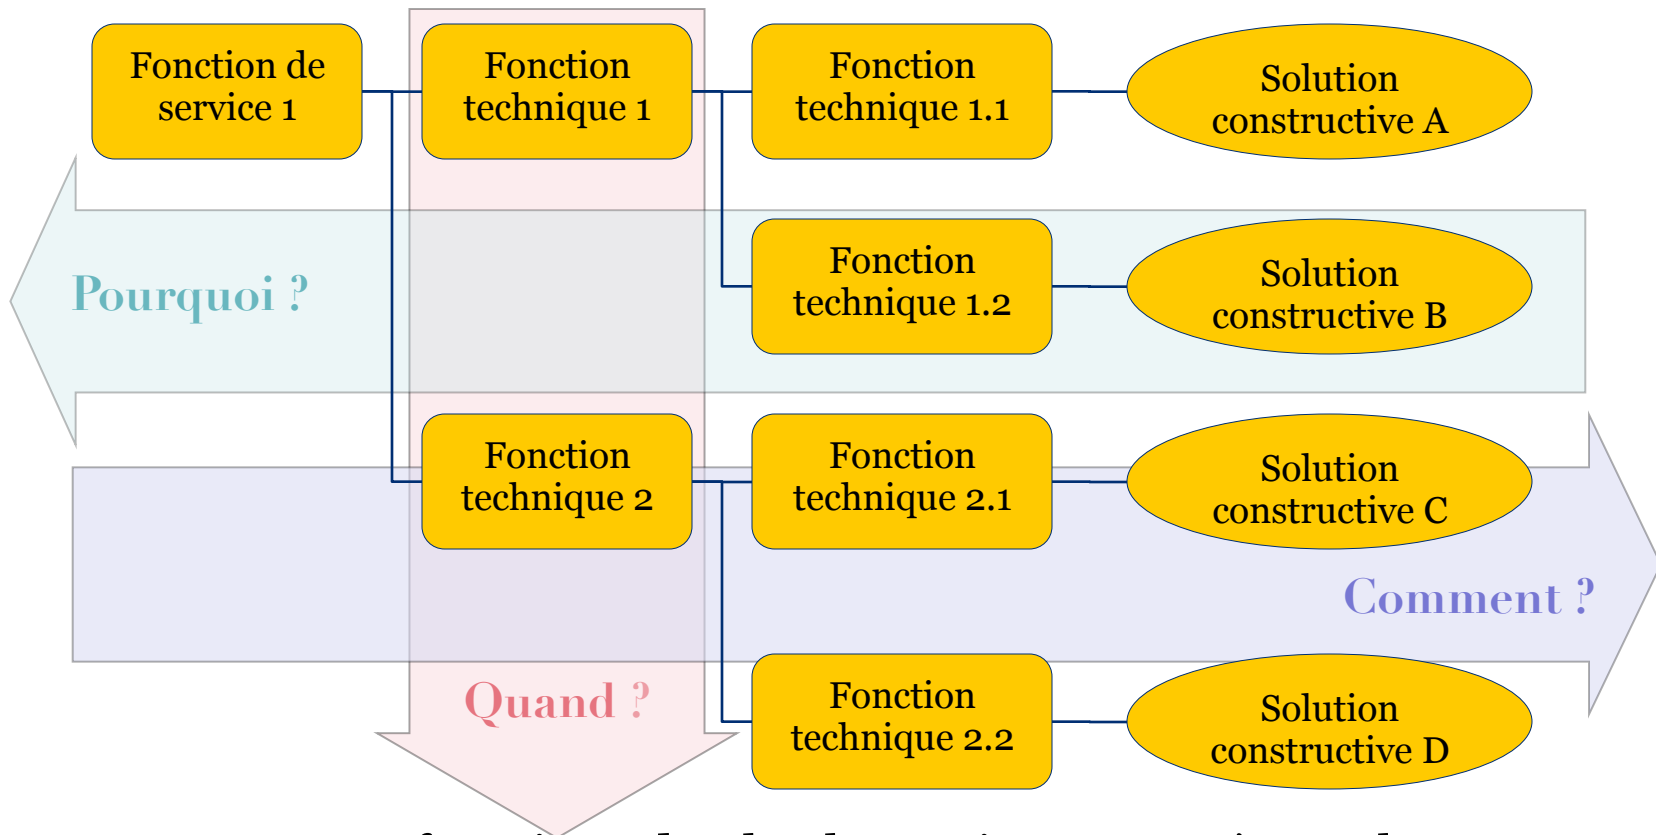 Fonction de
service 1
Fonction
technique 1
Fonction
technique 1.1
Solution
constructive A
Pourquoi ?
Fonction
technique 1.2
Solution
constructive B
Fonction
technique 2
Fonction
technique 2.1
Solution
constructive C
Comment ?
Quand ?
Fonction
technique 2.2
Solution
constructive D